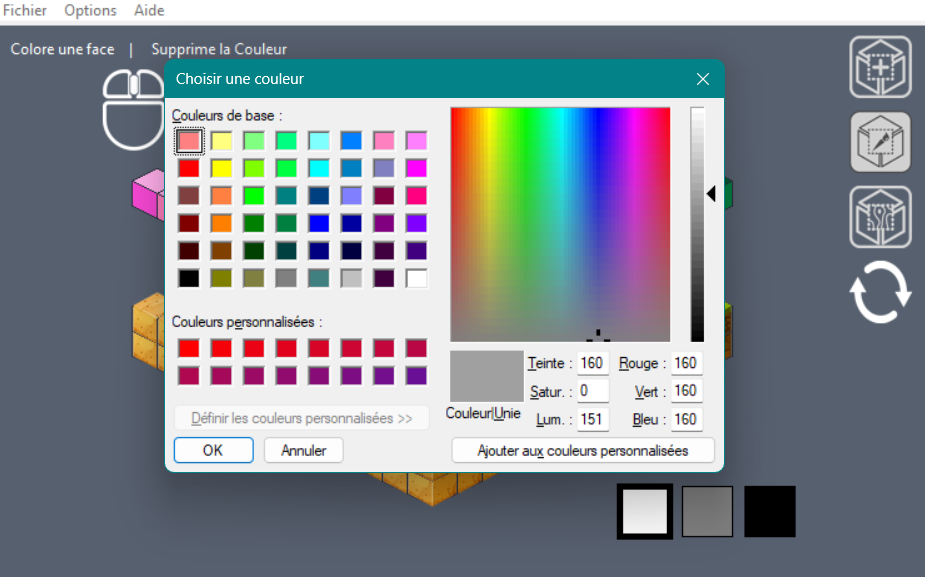 Fichier Options Aide
Colore une face | Supprime la Couleur
Choisir une couleur
Couleurs de base :
Couleurs personnalisées :
Définir les couleurs personnalisées >>
OK Annuler
Teinte : 160 Rouge : 160
Satur. : 0 Vert : 160
Couleur|Unie Lum. : 151 Bleu : 160
Ajouter aux couleurs personnalisées